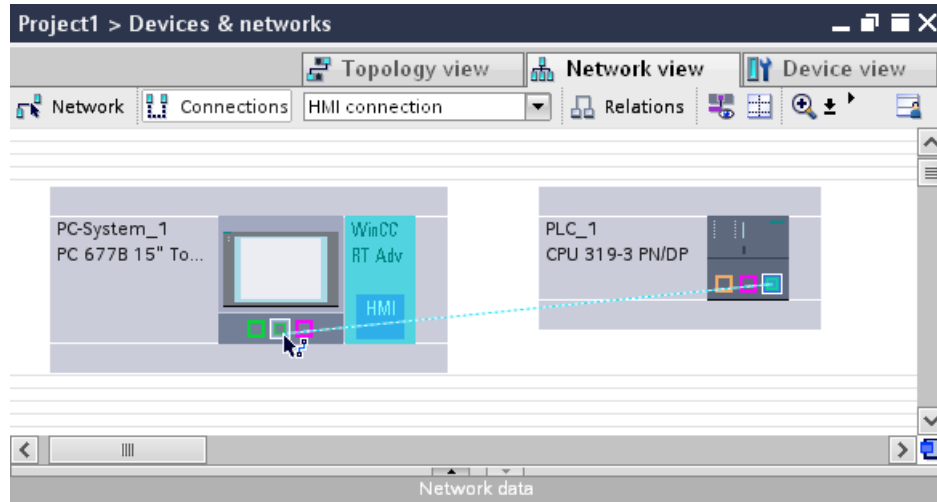 Project1 > Devices & networks
Topology view
Network view
Device view
Network
Connections
HMI connection
Relations
PC-System_1
PC 677B 15" To...
WinCC
RT Adv
HMI
PLC_1
CPU 319-3 PN/DP
Network data